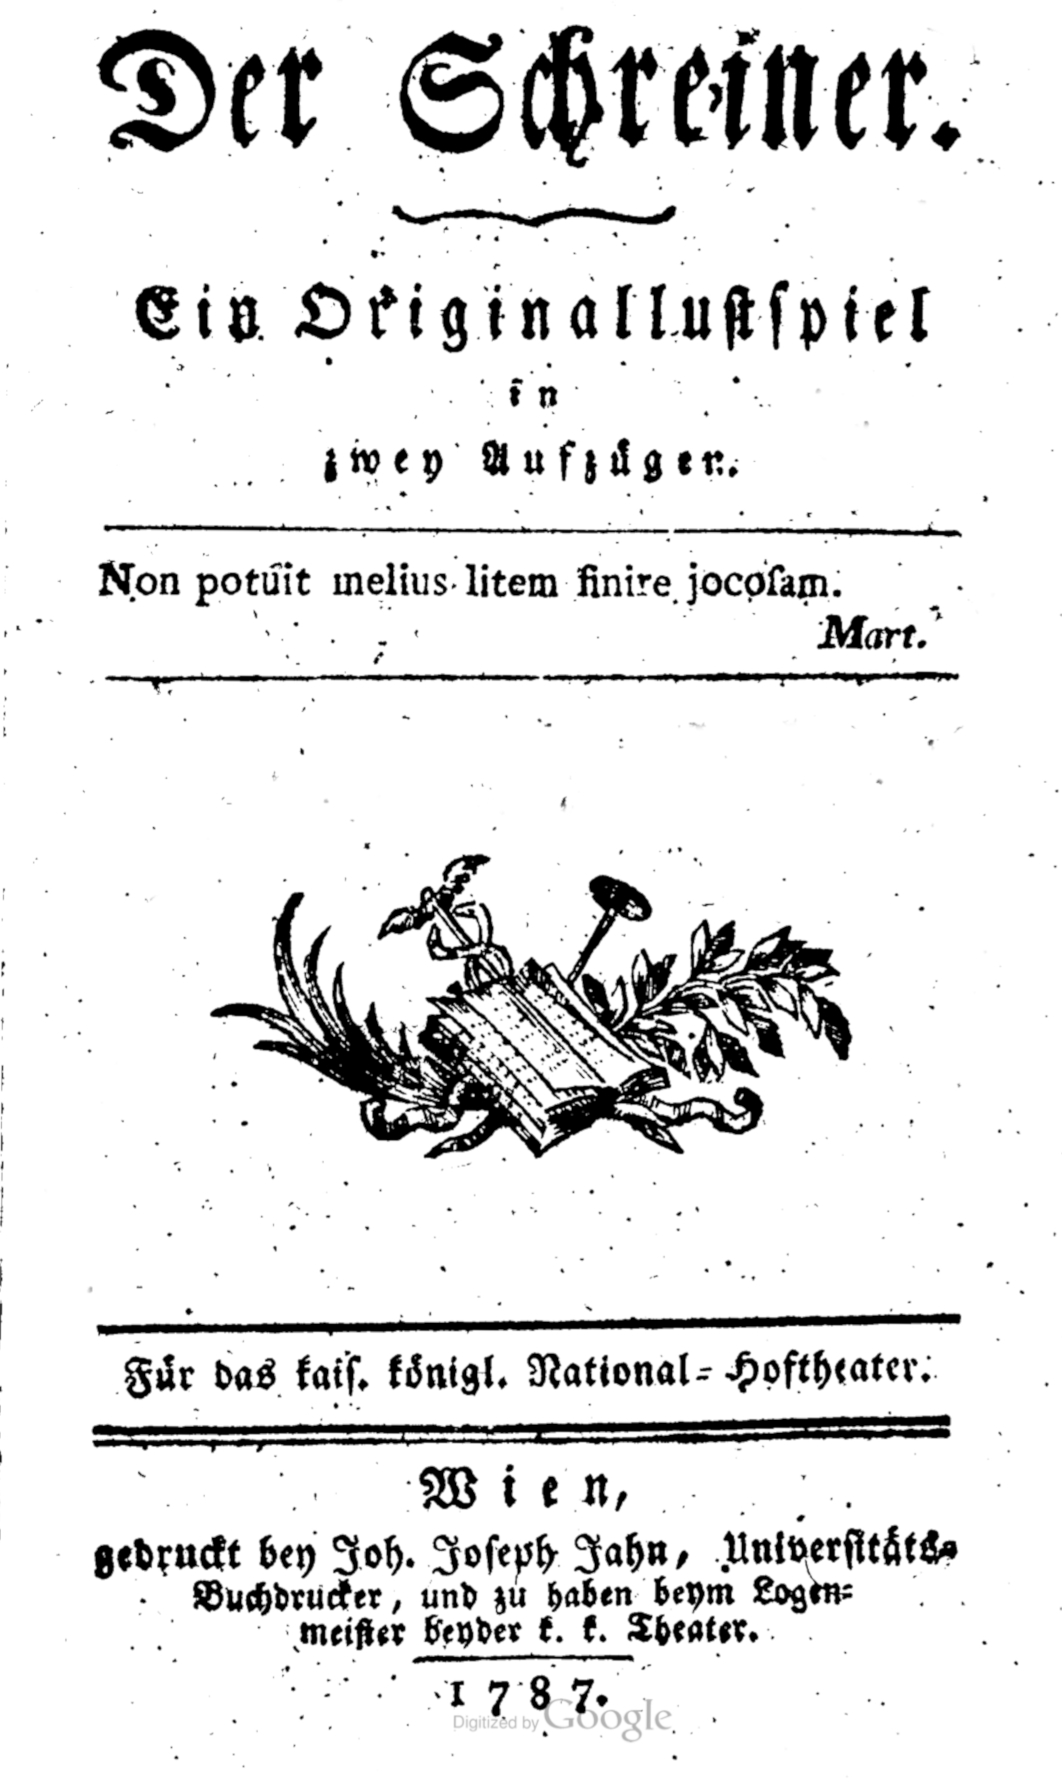 Der Schreiner.
Ein Originallustspiel
in
zwey Aufzügen.
Non potuit melius litem finire jocoſam.
Mart.
Für das kaiſ. königl. National-Hoftheater.
Wien,
gedruckt bey Joh. Joſeph Jahn, Univerſitäts-
Buchdrucker, und zu haben beym Logen-
meiſter beyder k. k. Theater.
1787.
Digitized by Google